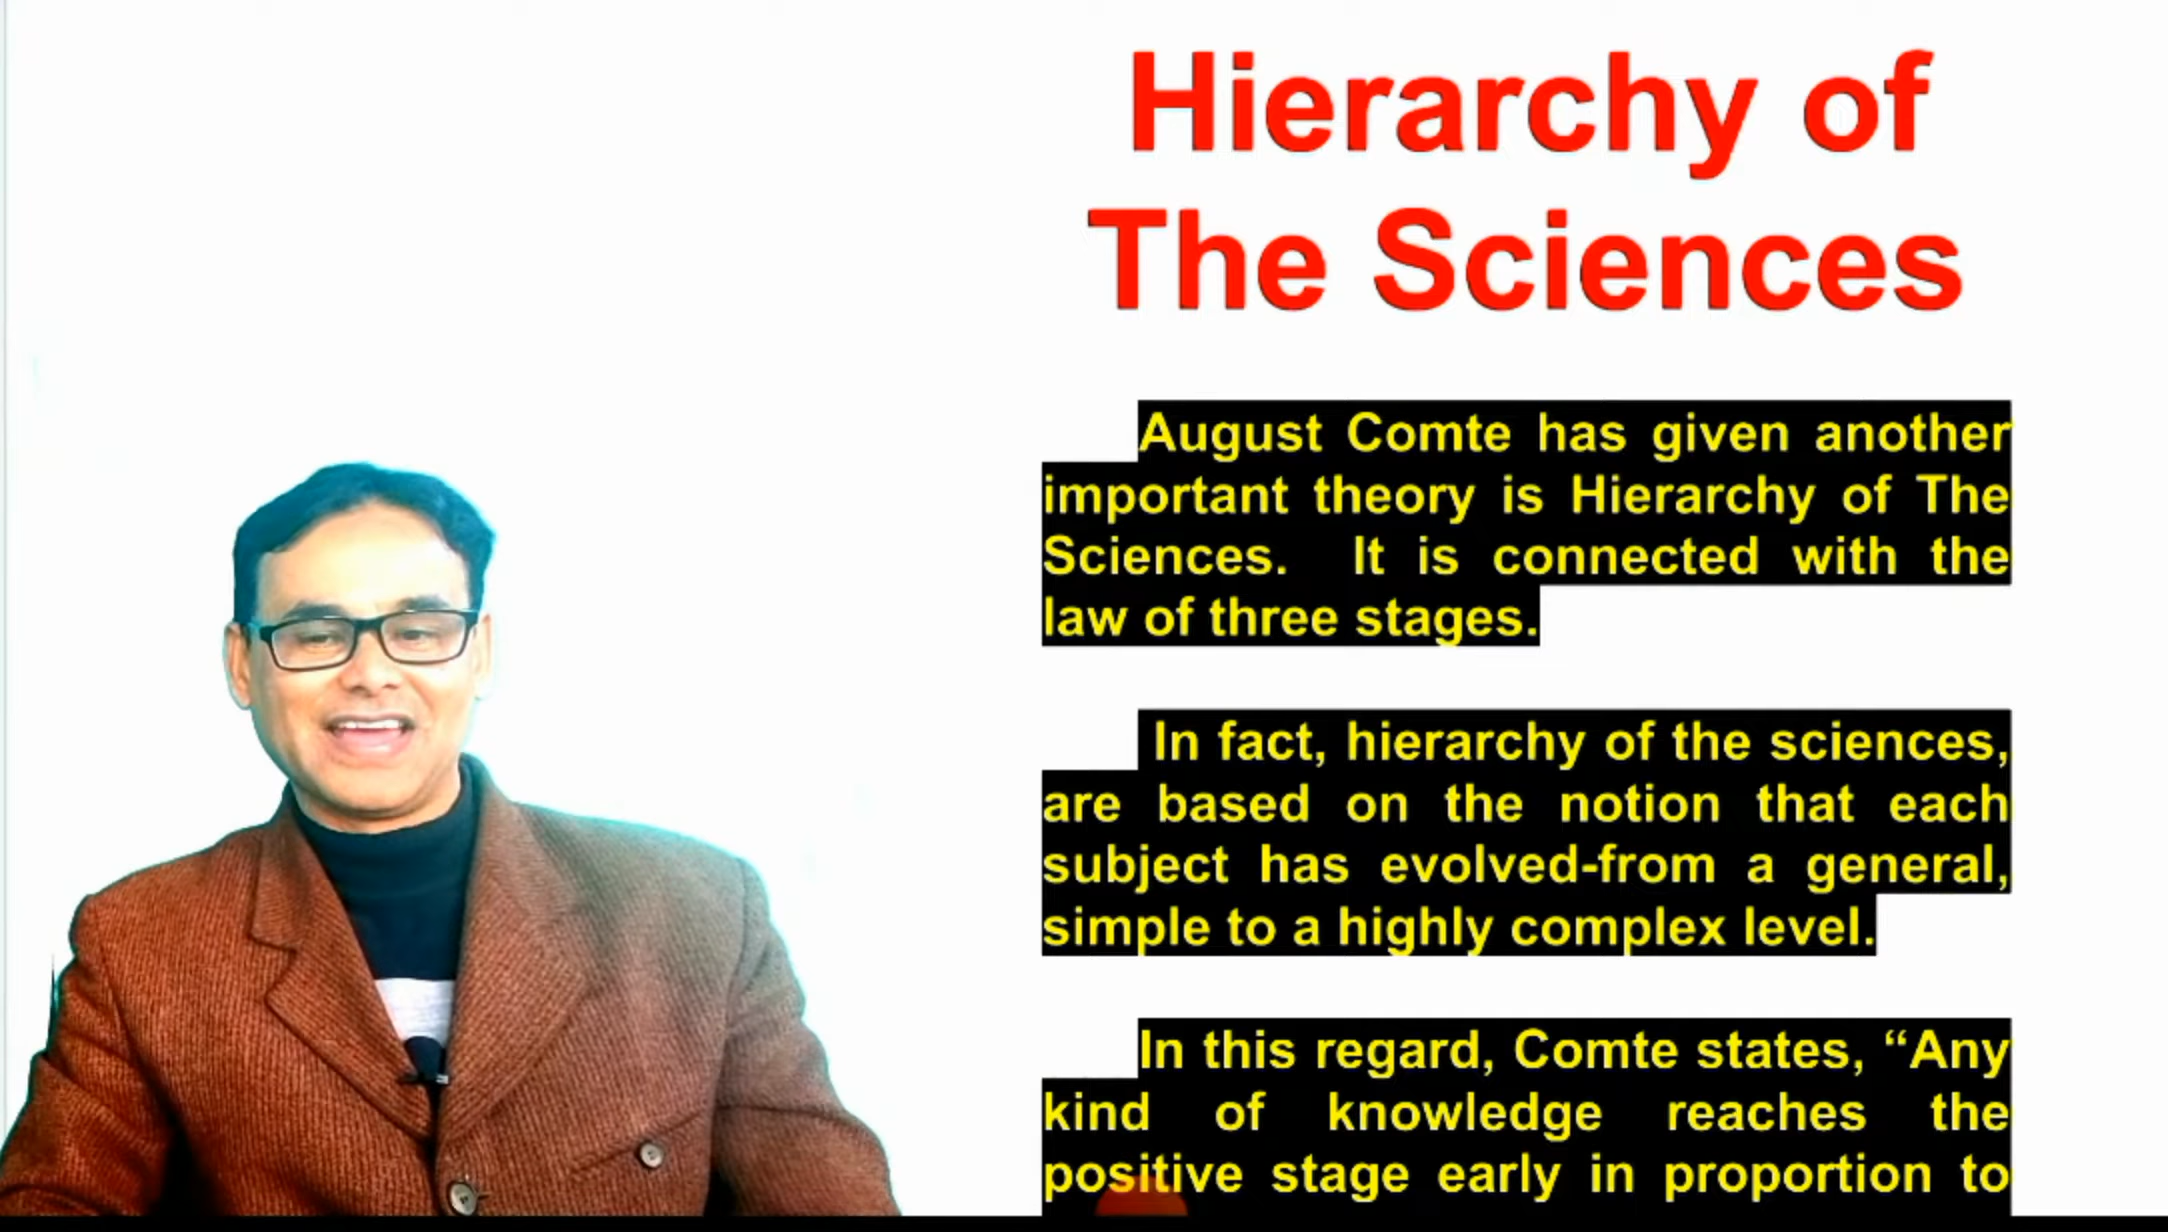 Hierarchy of
The Sciences
August Comte has given another
important theory is Hierarchy of The
Sciences. It is connected with the
law of three stages.
In fact, hierarchy of the sciences,
are based on the notion that each
subject has evolved-from a general,
simple to a highly complex level.
In this regard, Comte states, “Any
kind of knowledge reaches the
positive stage early in proportion to